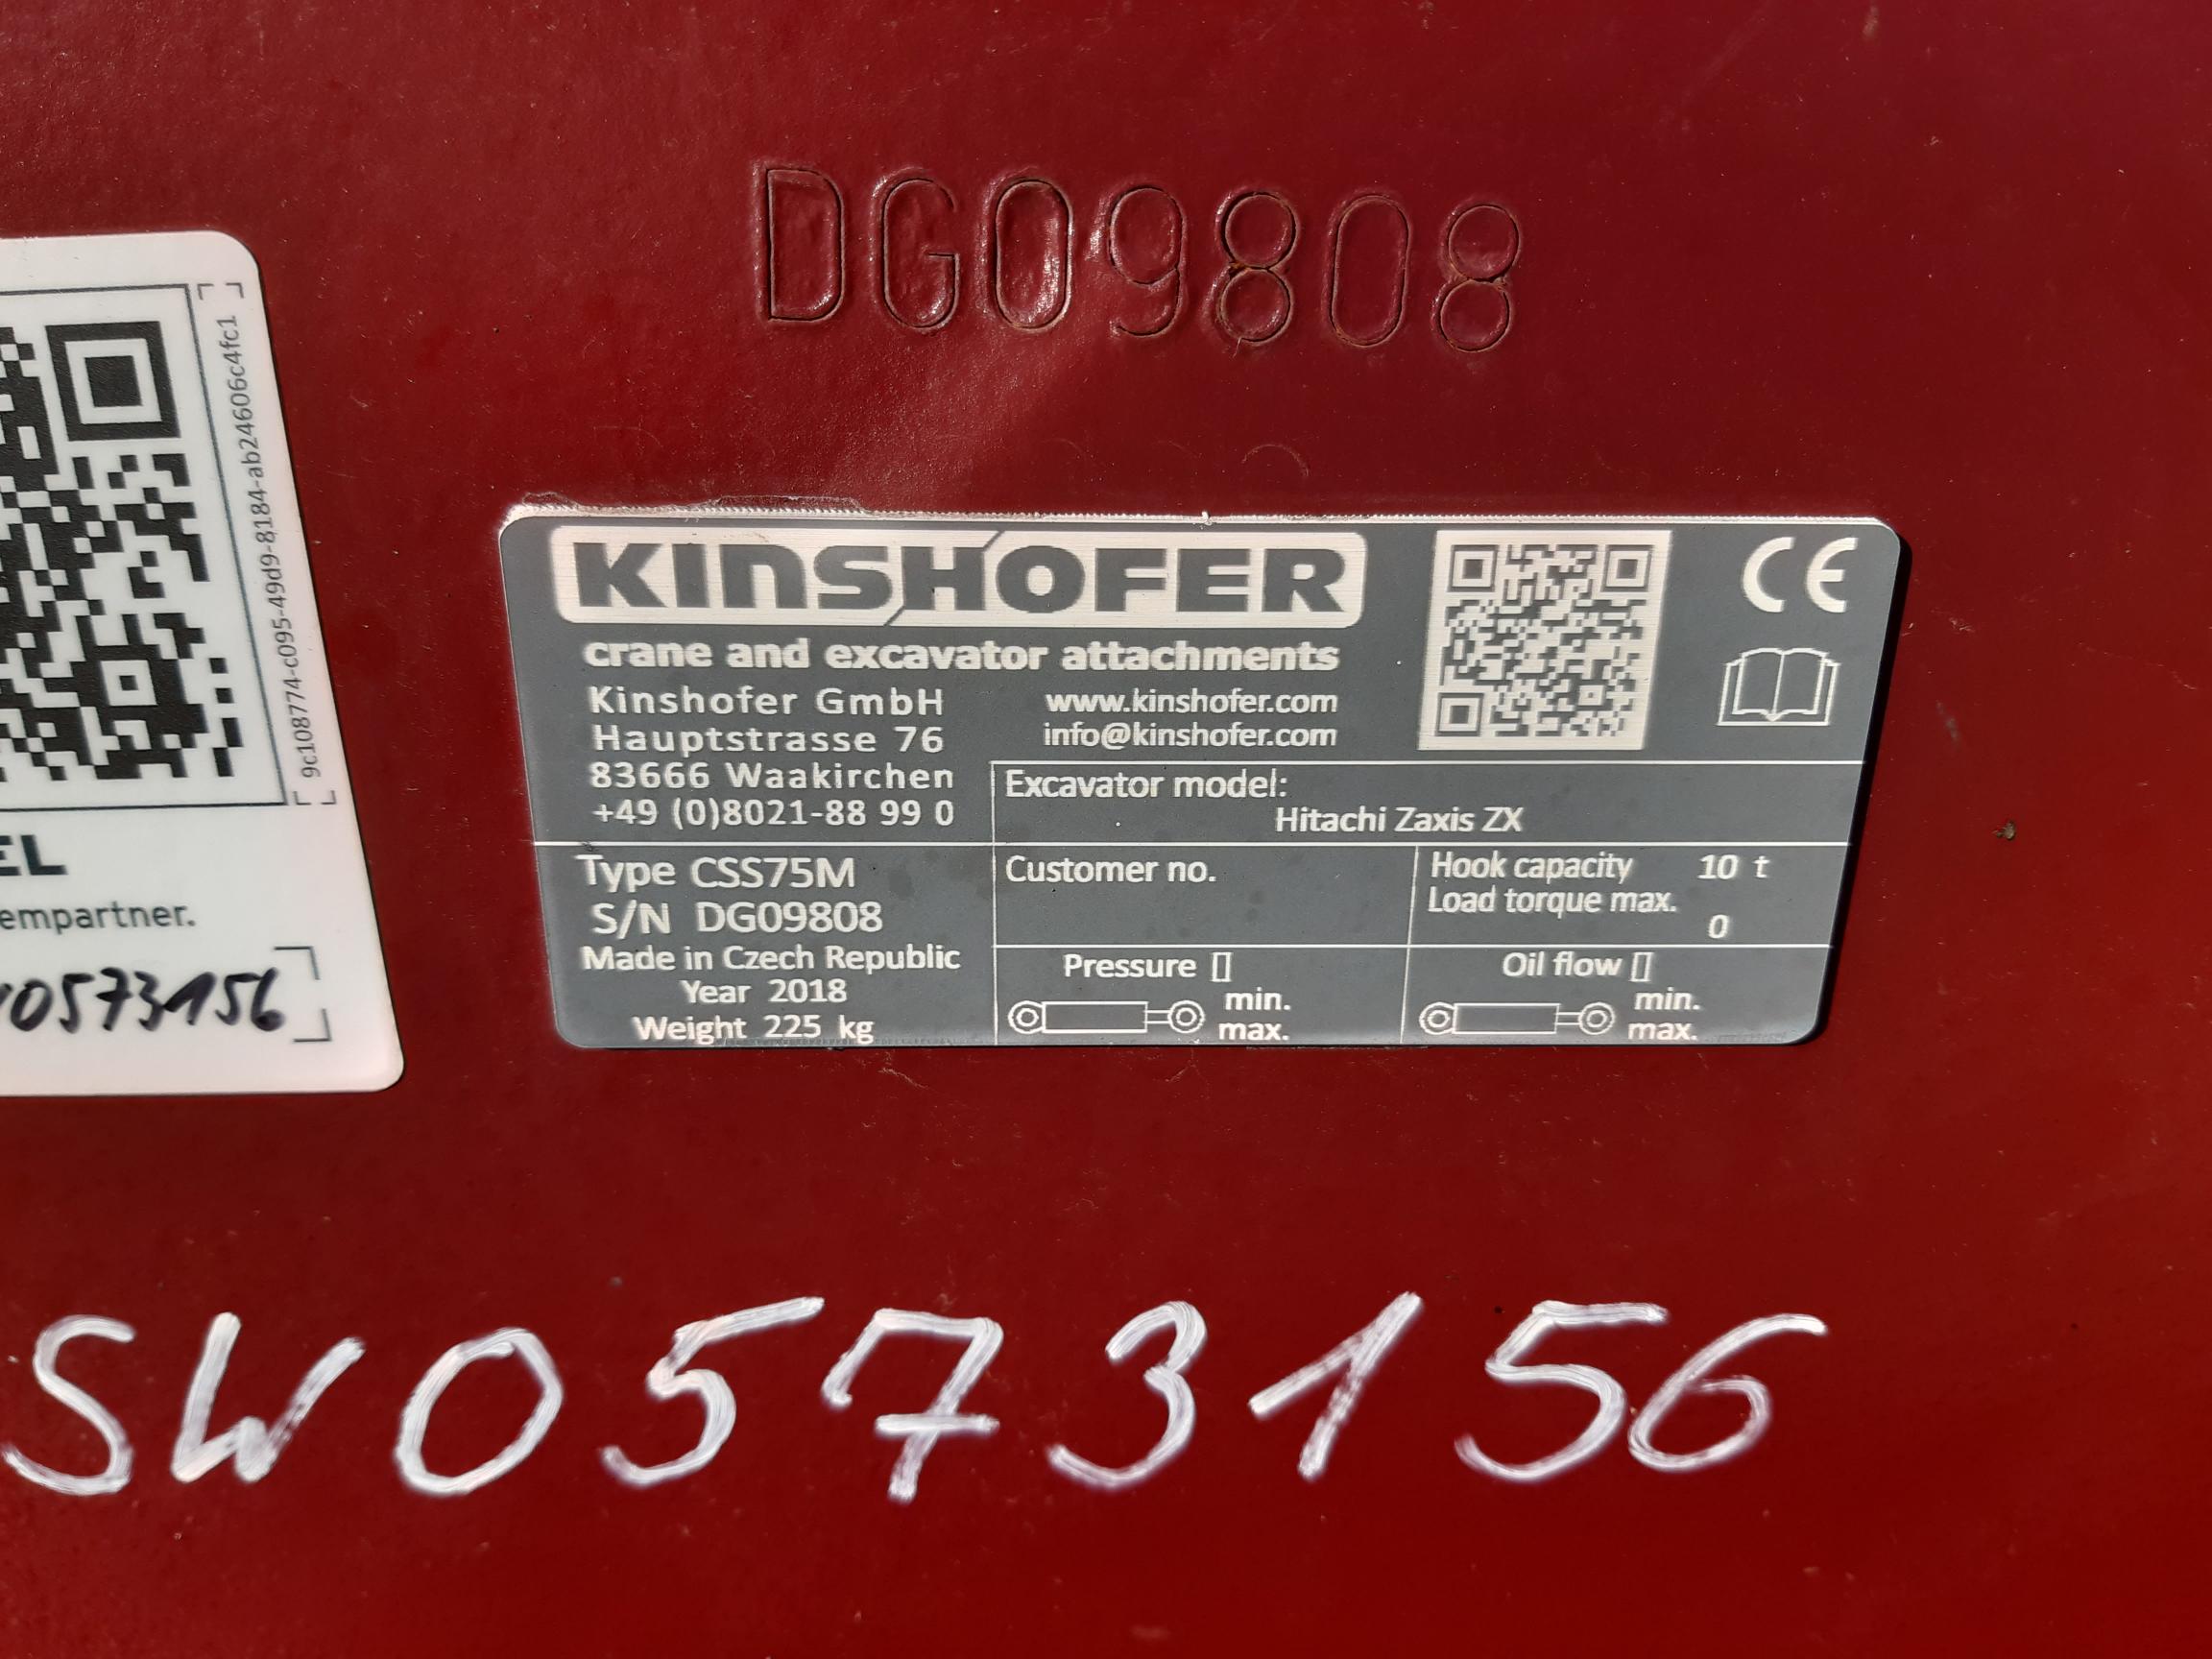 DG09808
9c108774-c095-49d9-8184-ab24606c4fc1
EL
empartner.
0573156
KINSHOFER
CE
crane and excavator attachments
Kinshofer GmbH
Hauptstrasse 76
83666 Waakirchen
+49 (0)8021-88 99 0
www.kinshofer.com
info@kinshofer.com
Excavator model:
Hitachi Zaxis ZX
Type CSS75M
S/N DG09808
Made in Czech Republic
Year 2018
Weight 225 kg
Customer no.
Hook capacity 10 t
Load torque max.
0
Pressure []
min.
max.
Oil flow []
min.
max.
SW0573156